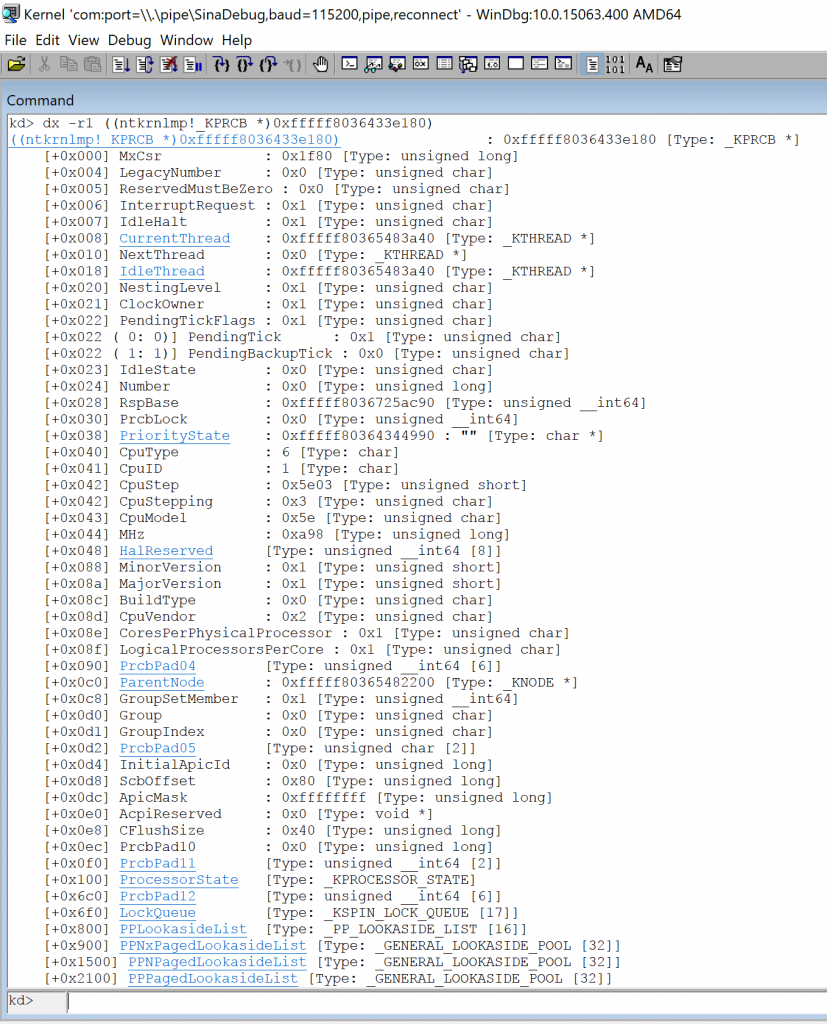 Kernel 'com:port=\\.\pipe\SinaDebug,baud=115200,pipe,reconnect' - WinDbg:10.0.15063.400 AMD64
File Edit View Debug Window Help
Command
kd> dx -r1 ((ntkrnlmp!_KPRCB *)0xfffff8036433e180)
((ntkrnlmp!_KPRCB *)0xfffff8036433e180) : 0xfffff8036433e180 [Type: _KPRCB *]
[+0x000] MxCsr : 0x1f80 [Type: unsigned long]
[+0x004] LegacyNumber : 0x0 [Type: unsigned char]
[+0x005] ReservedMustBeZero : 0x0 [Type: unsigned char]
[+0x006] InterruptRequest : 0x1 [Type: unsigned char]
[+0x007] IdleHalt : 0x1 [Type: unsigned char]
[+0x008] CurrentThread : 0xfffff80365483a40 [Type: _KTHREAD *]
[+0x010] NextThread : 0x0 [Type: _KTHREAD *]
[+0x018] IdleThread : 0xfffff80365483a40 [Type: _KTHREAD *]
[+0x020] NestingLevel : 0x1 [Type: unsigned char]
[+0x021] ClockOwner : 0x1 [Type: unsigned char]
[+0x022] PendingTickFlags : 0x1 [Type: unsigned char]
[+0x022 ( 0: 0)] PendingTick : 0x1 [Type: unsigned char]
[+0x022 ( 1: 1)] PendingBackupTick : 0x0 [Type: unsigned char]
[+0x023] IdleState : 0x0 [Type: unsigned char]
[+0x024] Number : 0x0 [Type: unsigned long]
[+0x028] RspBase : 0xfffff8036725ac90 [Type: unsigned __int64]
[+0x030] PrcbLock : 0x0 [Type: unsigned __int64]
[+0x038] PriorityState : 0xfffff80364344990 : "" [Type: char *]
[+0x040] CpuType : 6 [Type: char]
[+0x041] CpuID : 1 [Type: char]
[+0x042] CpuStep : 0x5e03 [Type: unsigned short]
[+0x042] CpuStepping : 0x3 [Type: unsigned char]
[+0x043] CpuModel : 0x5e [Type: unsigned char]
[+0x044] MHz : 0xa98 [Type: unsigned long]
[+0x048] HalReserved [Type: unsigned __int64 [8]]
[+0x088] MinorVersion : 0x1 [Type: unsigned short]
[+0x08a] MajorVersion : 0x1 [Type: unsigned short]
[+0x08c] BuildType : 0x0 [Type: unsigned char]
[+0x08d] CpuVendor : 0x2 [Type: unsigned char]
[+0x08e] CoresPerPhysicalProcessor : 0x1 [Type: unsigned char]
[+0x08f] LogicalProcessorsPerCore : 0x1 [Type: unsigned char]
[+0x090] PrcbPad04 [Type: unsigned __int64 [6]]
[+0x0c0] ParentNode : 0xfffff80365482200 [Type: _KNODE *]
[+0x0c8] GroupSetMember : 0x1 [Type: unsigned __int64]
[+0x0d0] Group : 0x0 [Type: unsigned char]
[+0x0d1] GroupIndex : 0x0 [Type: unsigned char]
[+0x0d2] PrcbPad05 [Type: unsigned char [2]]
[+0x0d4] InitialApicId : 0x0 [Type: unsigned long]
[+0x0d8] ScbOffset : 0x80 [Type: unsigned long]
[+0x0dc] ApicMask : 0xffffffff [Type: unsigned long]
[+0x0e0] AcpiReserved : 0x0 [Type: void *]
[+0x0e8] CFlushSize : 0x40 [Type: unsigned long]
[+0x0ec] PrcbPad10 : 0x0 [Type: unsigned long]
[+0x0f0] PrcbPad11 [Type: unsigned __int64 [2]]
[+0x100] ProcessorState [Type: _KPROCESSOR_STATE]
[+0x6c0] PrcbPad12 [Type: unsigned __int64 [6]]
[+0x6f0] LockQueue [Type: _KSPIN_LOCK_QUEUE [17]]
[+0x800] PPLookasideList [Type: _PP_LOOKASIDE_LIST [16]]
[+0x900] PPNxPagedLookasideList [Type: _GENERAL_LOOKASIDE_POOL [32]]
[+0x1500] PPNPagedLookasideList [Type: _GENERAL_LOOKASIDE_POOL [32]]
[+0x2100] PPPagedLookasideList [Type: _GENERAL_LOOKASIDE_POOL [32]]
kd>